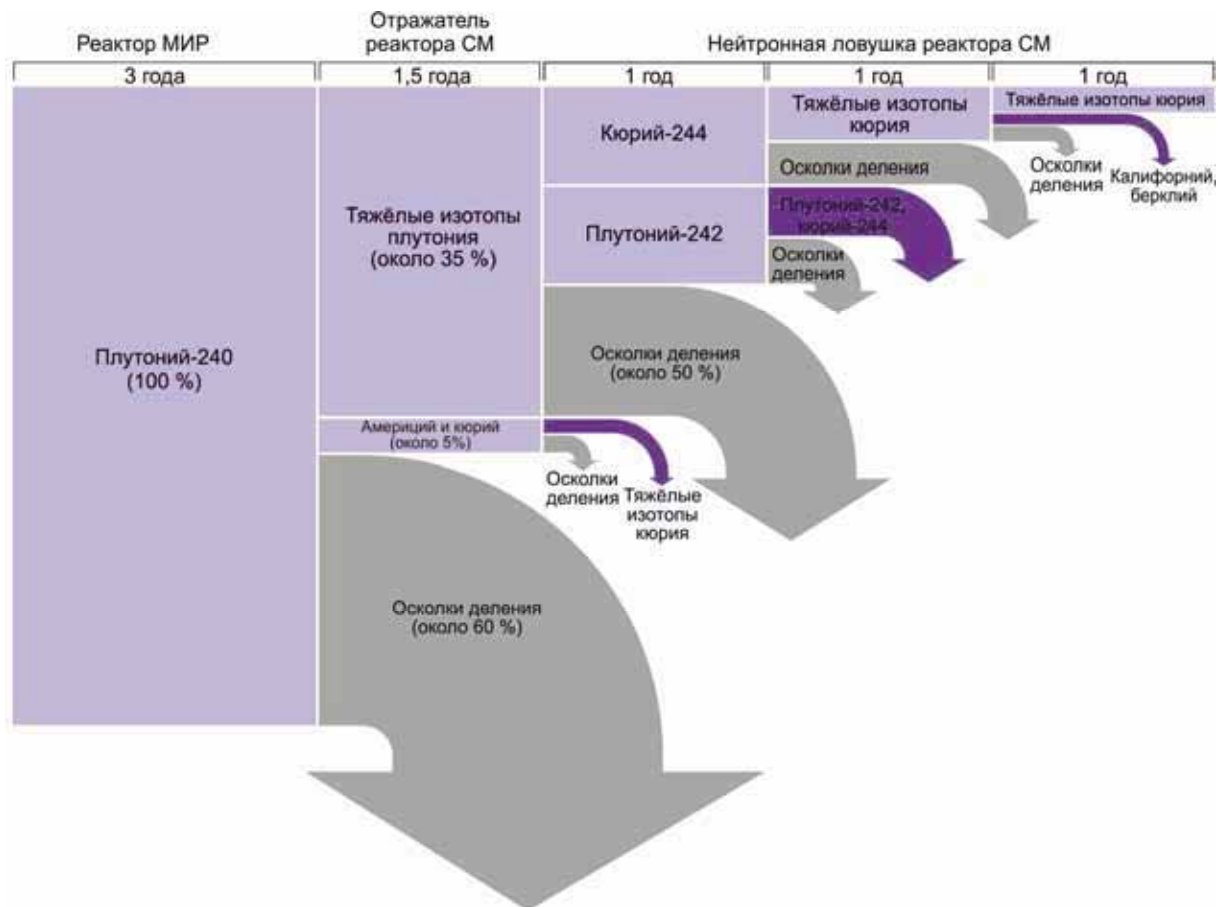 Реактор МИР
Отражатель
реактора СМ
Нейтронная ловушка реактора СМ
3 года
1,5 года
1 год
1 год
1 год
Плутоний-240
(100 %)
Тяжёлые изотопы
плутония
(около 35 %)
Америций и кюрий
(около 5%)
Осколки деления
(около 60 %)
Кюрий-244
Плутоний-242
Осколки деления
(около 50 %)
Осколки
деления
Тяжёлые
изотопы
кюрия
Тяжёлые изотопы
кюрия
Осколки деления
Плутоний-242,
кюрий-244
Осколки
деления
Тяжёлые изотопы кюрия
Осколки
деления
Калифорний,
берклий